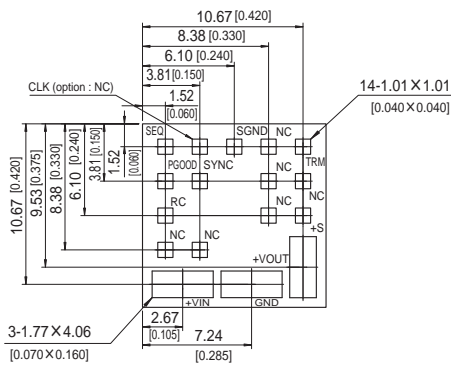 10.67 [0.420]
8.38 [0.330]
6.10 [0.240]
3.81 [0.150]
CLK (option : NC)
1.52
[0.060]
14-1.01×1.01
[0.040×0.040]
10.67 [0.420]
9.53 [0.375]
8.38 [0.330]
6.10 [0.240]
3.81 [0.150]
1.52
[0.060]
SEQ
SGND
NC
PGOOD
SYNC
NC
TRM
RC
NC
NC
NC
NC
+S
+VOUT
+VIN
GND
3-1.77×4.06
[0.070×0.160]
2.67
[0.105]
7.24
[0.285]